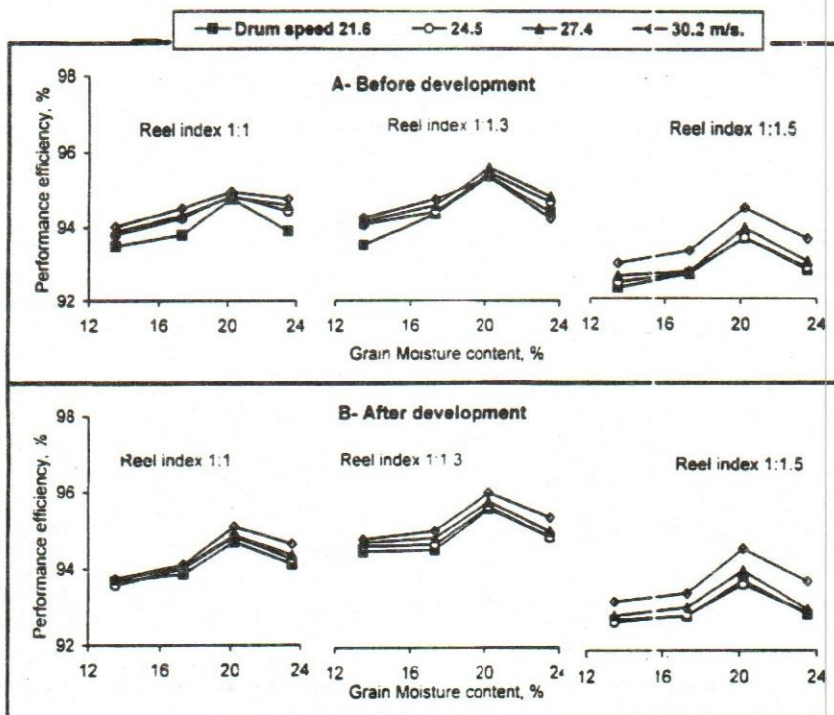 Drum speed 21.6 24.5 27.4 30.2 m/s.
A- Before development
Performance efficiency, %
98
96
94
92
Reel index 1:1
Reel index 1:1.3
Reel index 1:1.5
12 16 20 24 12 16 20 24 12 16 20 24
Grain Moisture content, %
B- After development
Performance efficiency, %
98
96
94
92
Reel index 1:1
Reel index 1:1.3
Reel index 1:1.5
12 16 20 24 12 16 20 24 12 16 20 24
Grain Moisture content, %